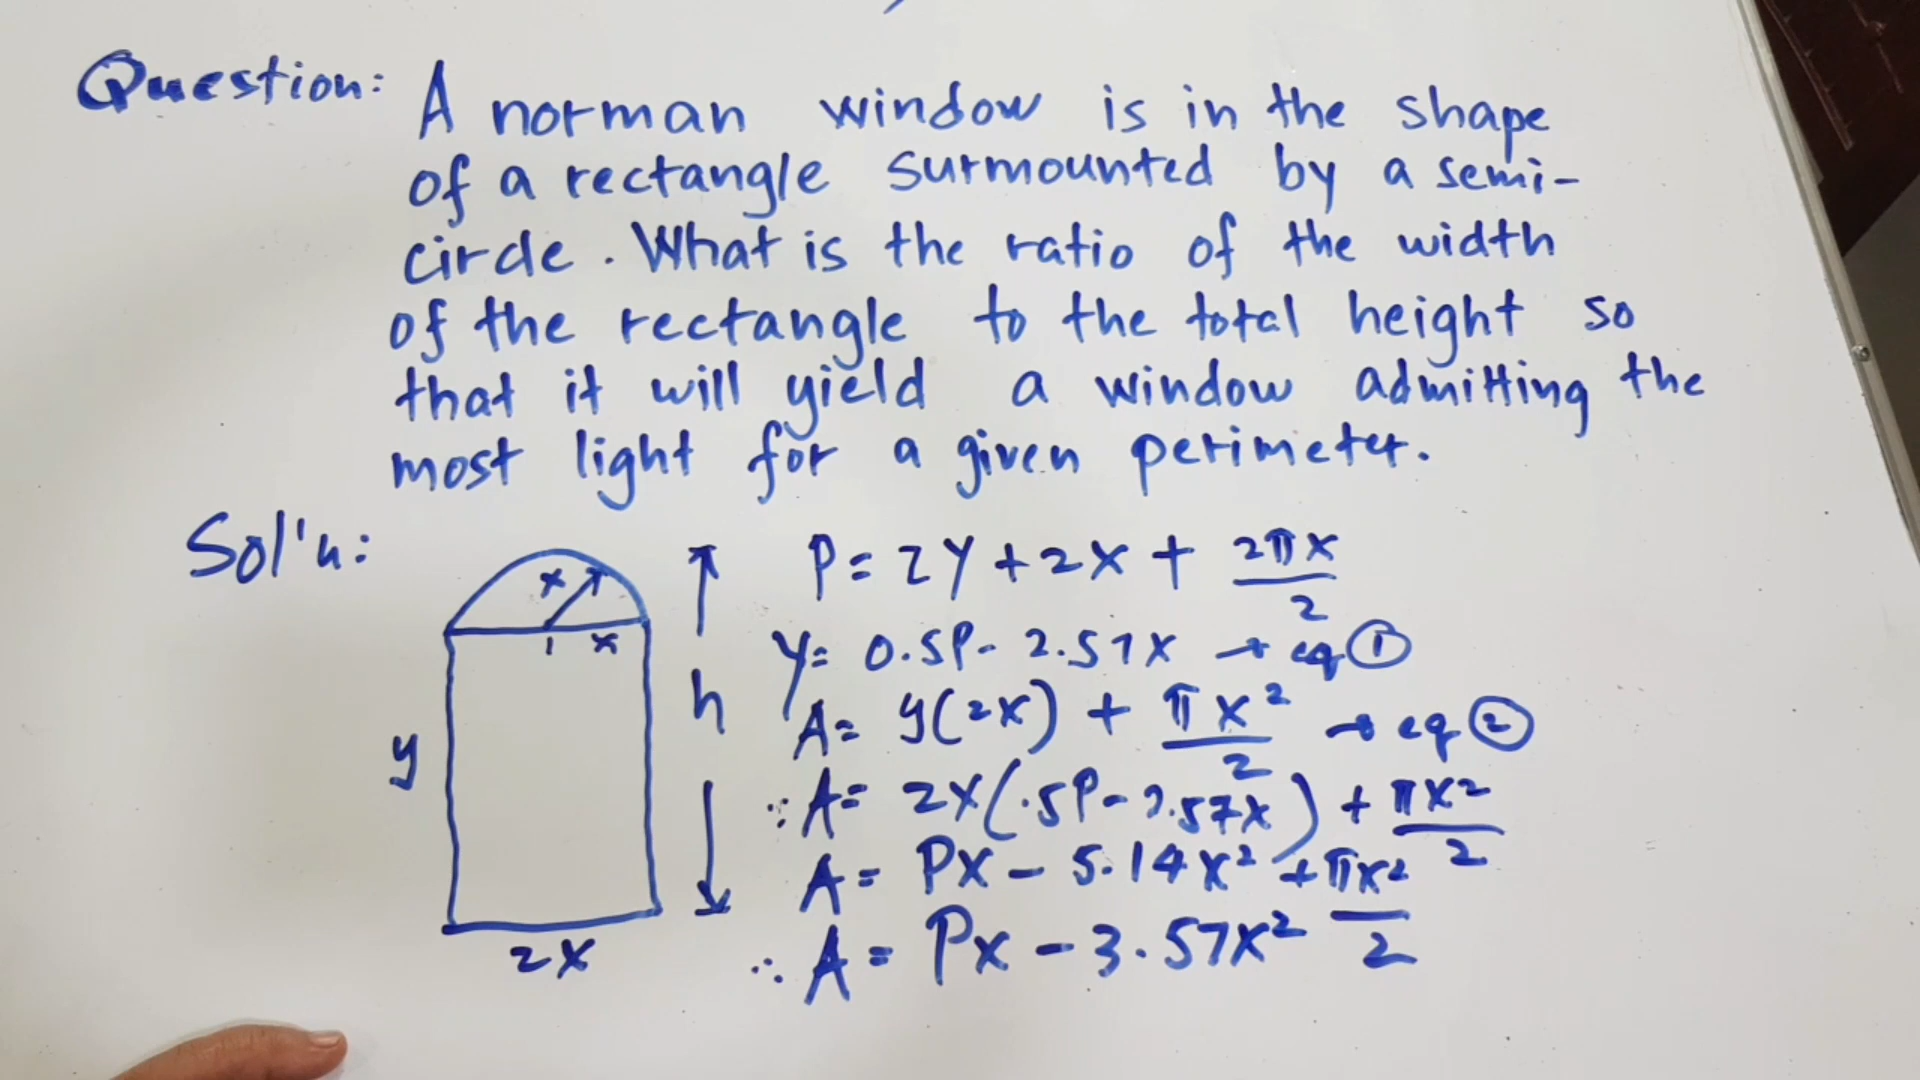 Question: A norman window is in the shape
of a rectangle surmounted by a semi-
circle. What is the ratio of the width
of the rectangle to the total height so
that it will yield a window admitting the
most light for a given perimeter.
Sol'n:
x
x
h
y
2x
P = 2Y + 2X + 2πx/2
Y = 0.5P - 2.57X → eq ①
A = y(2x) + πx²/2 → eq ②
∴ A = 2X(.5P - 2.57X) + πx²/2
A = PX - 5.14X² + πx²/2
∴ A = Px - 3.57X²